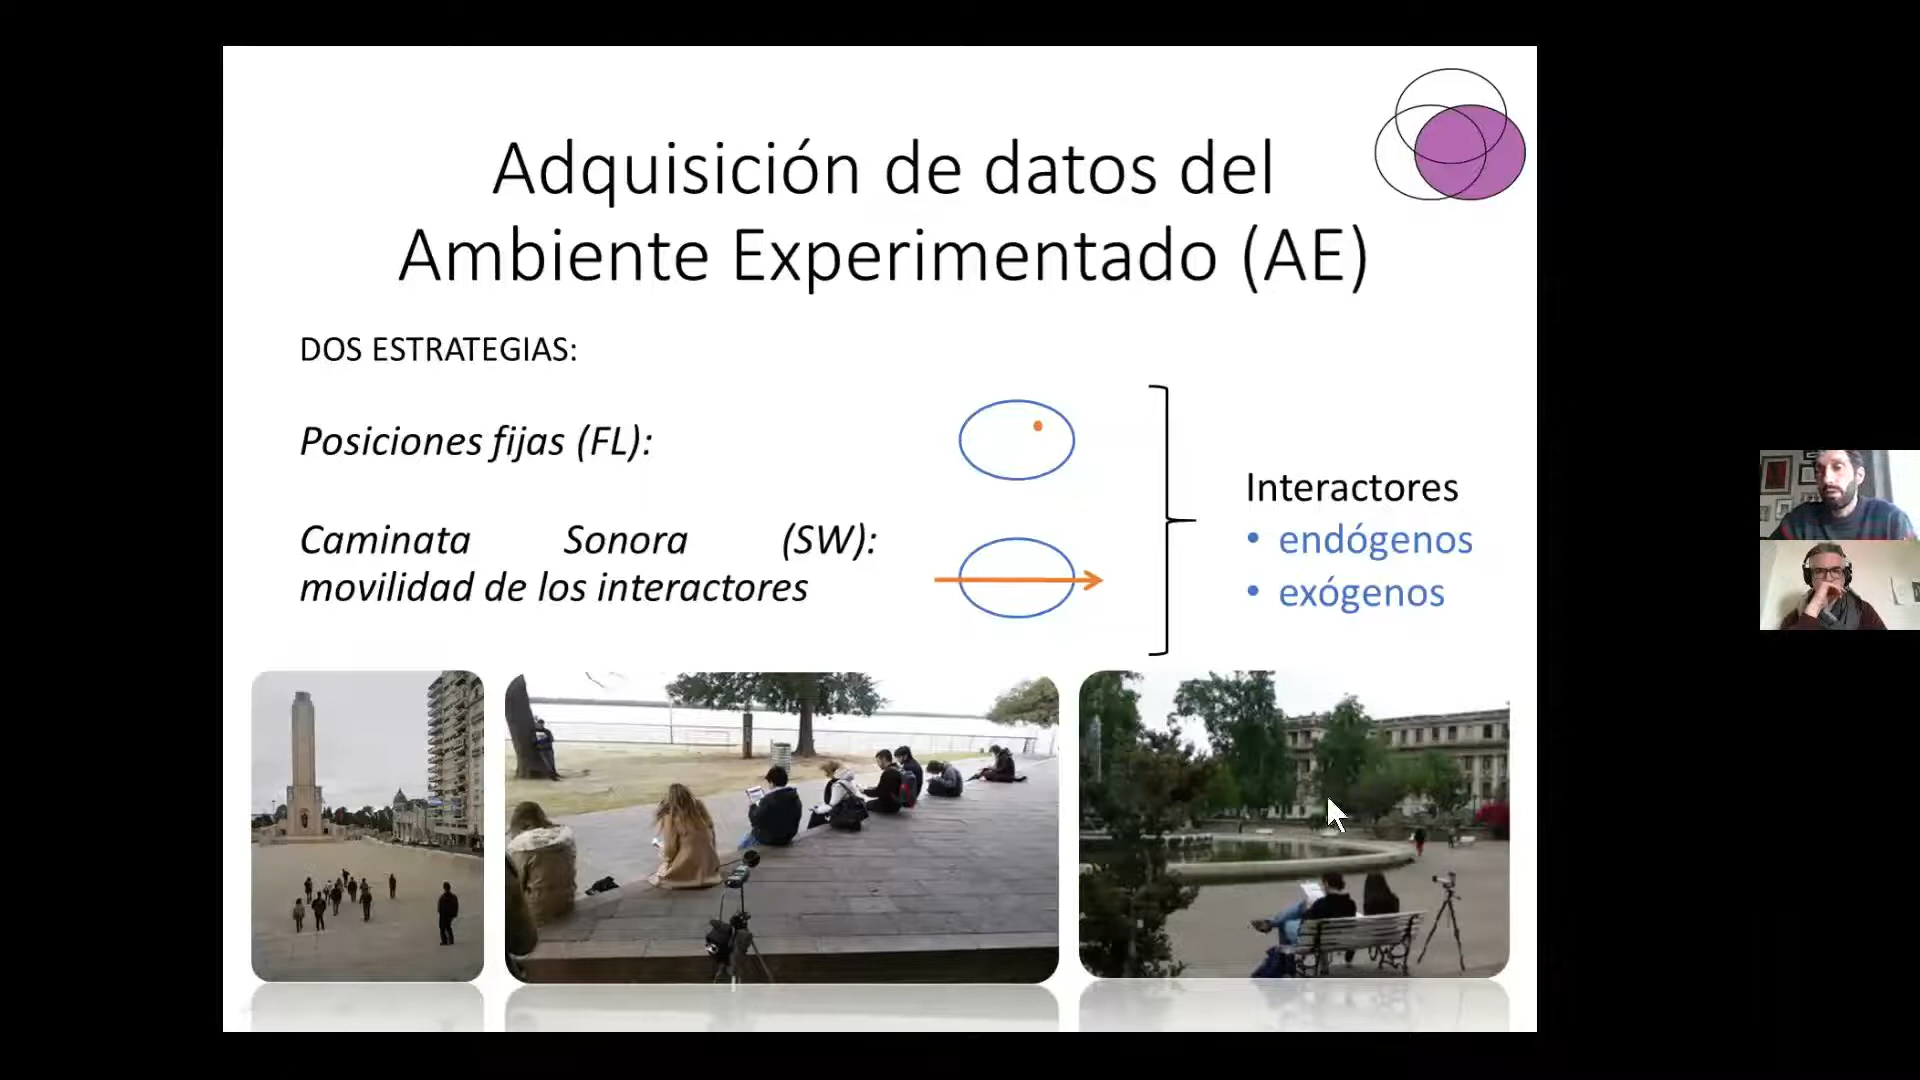 Adquisición de datos del
Ambiente Experimentado (AE)
DOS ESTRATEGIAS:
Posiciones fijas (FL):
Caminata Sonora (SW):
movilidad de los interactores
Interactores
• endógenos
• exógenos